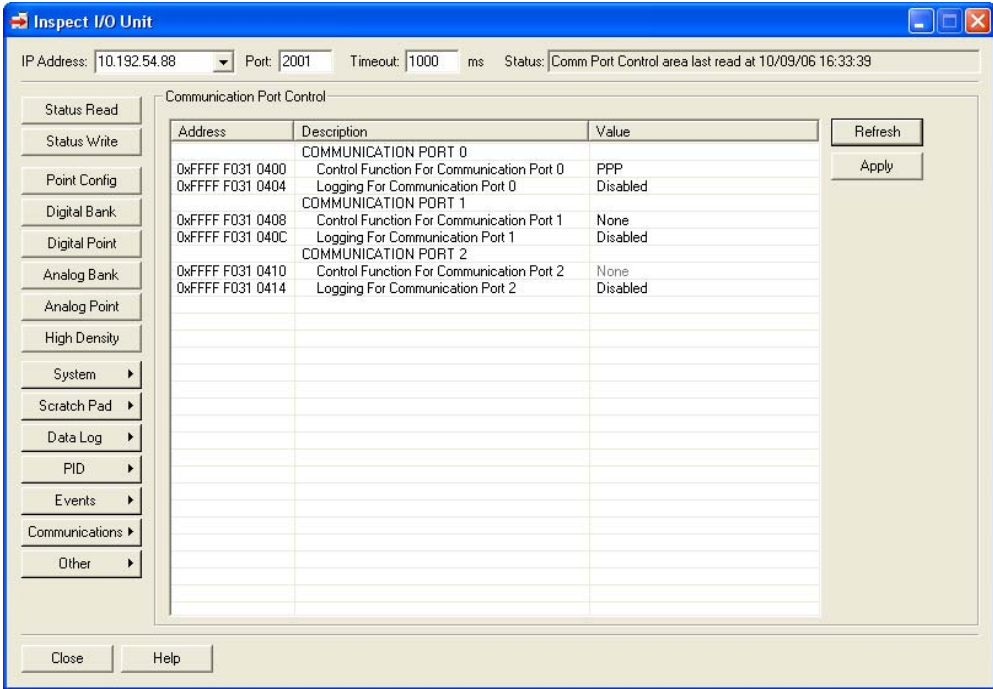 Inspect I/O Unit
IP Address: 10.192.54.88 Port: 2001 Timeout: 1000 ms Status: Comm Port Control area last read at 10/09/06 16:33:39
Status Read
Status Write
Point Config
Digital Bank
Digital Point
Analog Bank
Analog Point
High Density
System
Scratch Pad
Data Log
PID
Events
Communications
Other
Communication Port Control
Address Description Value
COMMUNICATION PORT 0
0xFFFF F031 0400 Control Function For Communication Port 0 PPP
0xFFFF F031 0404 Logging For Communication Port 0 Disabled
COMMUNICATION PORT 1
0xFFFF F031 0408 Control Function For Communication Port 1 None
0xFFFF F031 040C Logging For Communication Port 1 Disabled
COMMUNICATION PORT 2
0xFFFF F031 0410 Control Function For Communication Port 2 None
0xFFFF F031 0414 Logging For Communication Port 2 Disabled
Refresh
Apply
Close Help